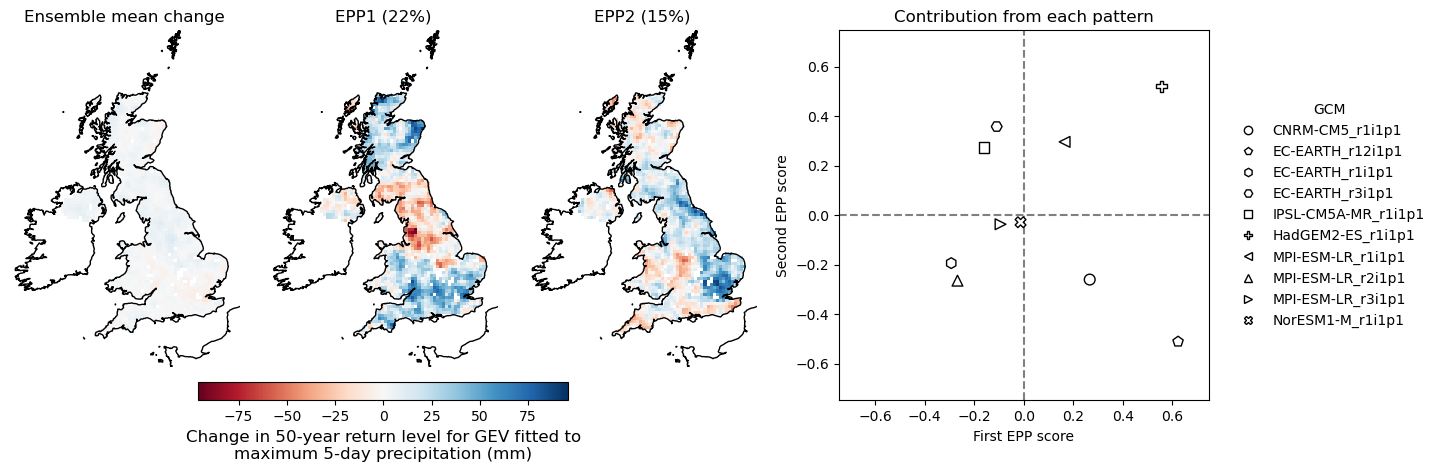 Ensemble mean change
EPP1 (22%)
EPP2 (15%)
−75 −50 −25 0 25 50 75
Change in 50-year return level for GEV fitted to
maximum 5-day precipitation (mm)
Contribution from each pattern
Second EPP score
0.6
0.4
0.2
0.0
−0.2
−0.4
−0.6
−0.6 −0.4 −0.2 0.0 0.2 0.4 0.6
First EPP score
GCM
CNRM-CM5_r1i1p1
EC-EARTH_r12i1p1
EC-EARTH_r1i1p1
EC-EARTH_r3i1p1
IPSL-CM5A-MR_r1i1p1
HadGEM2-ES_r1i1p1
MPI-ESM-LR_r1i1p1
MPI-ESM-LR_r2i1p1
MPI-ESM-LR_r3i1p1
NorESM1-M_r1i1p1